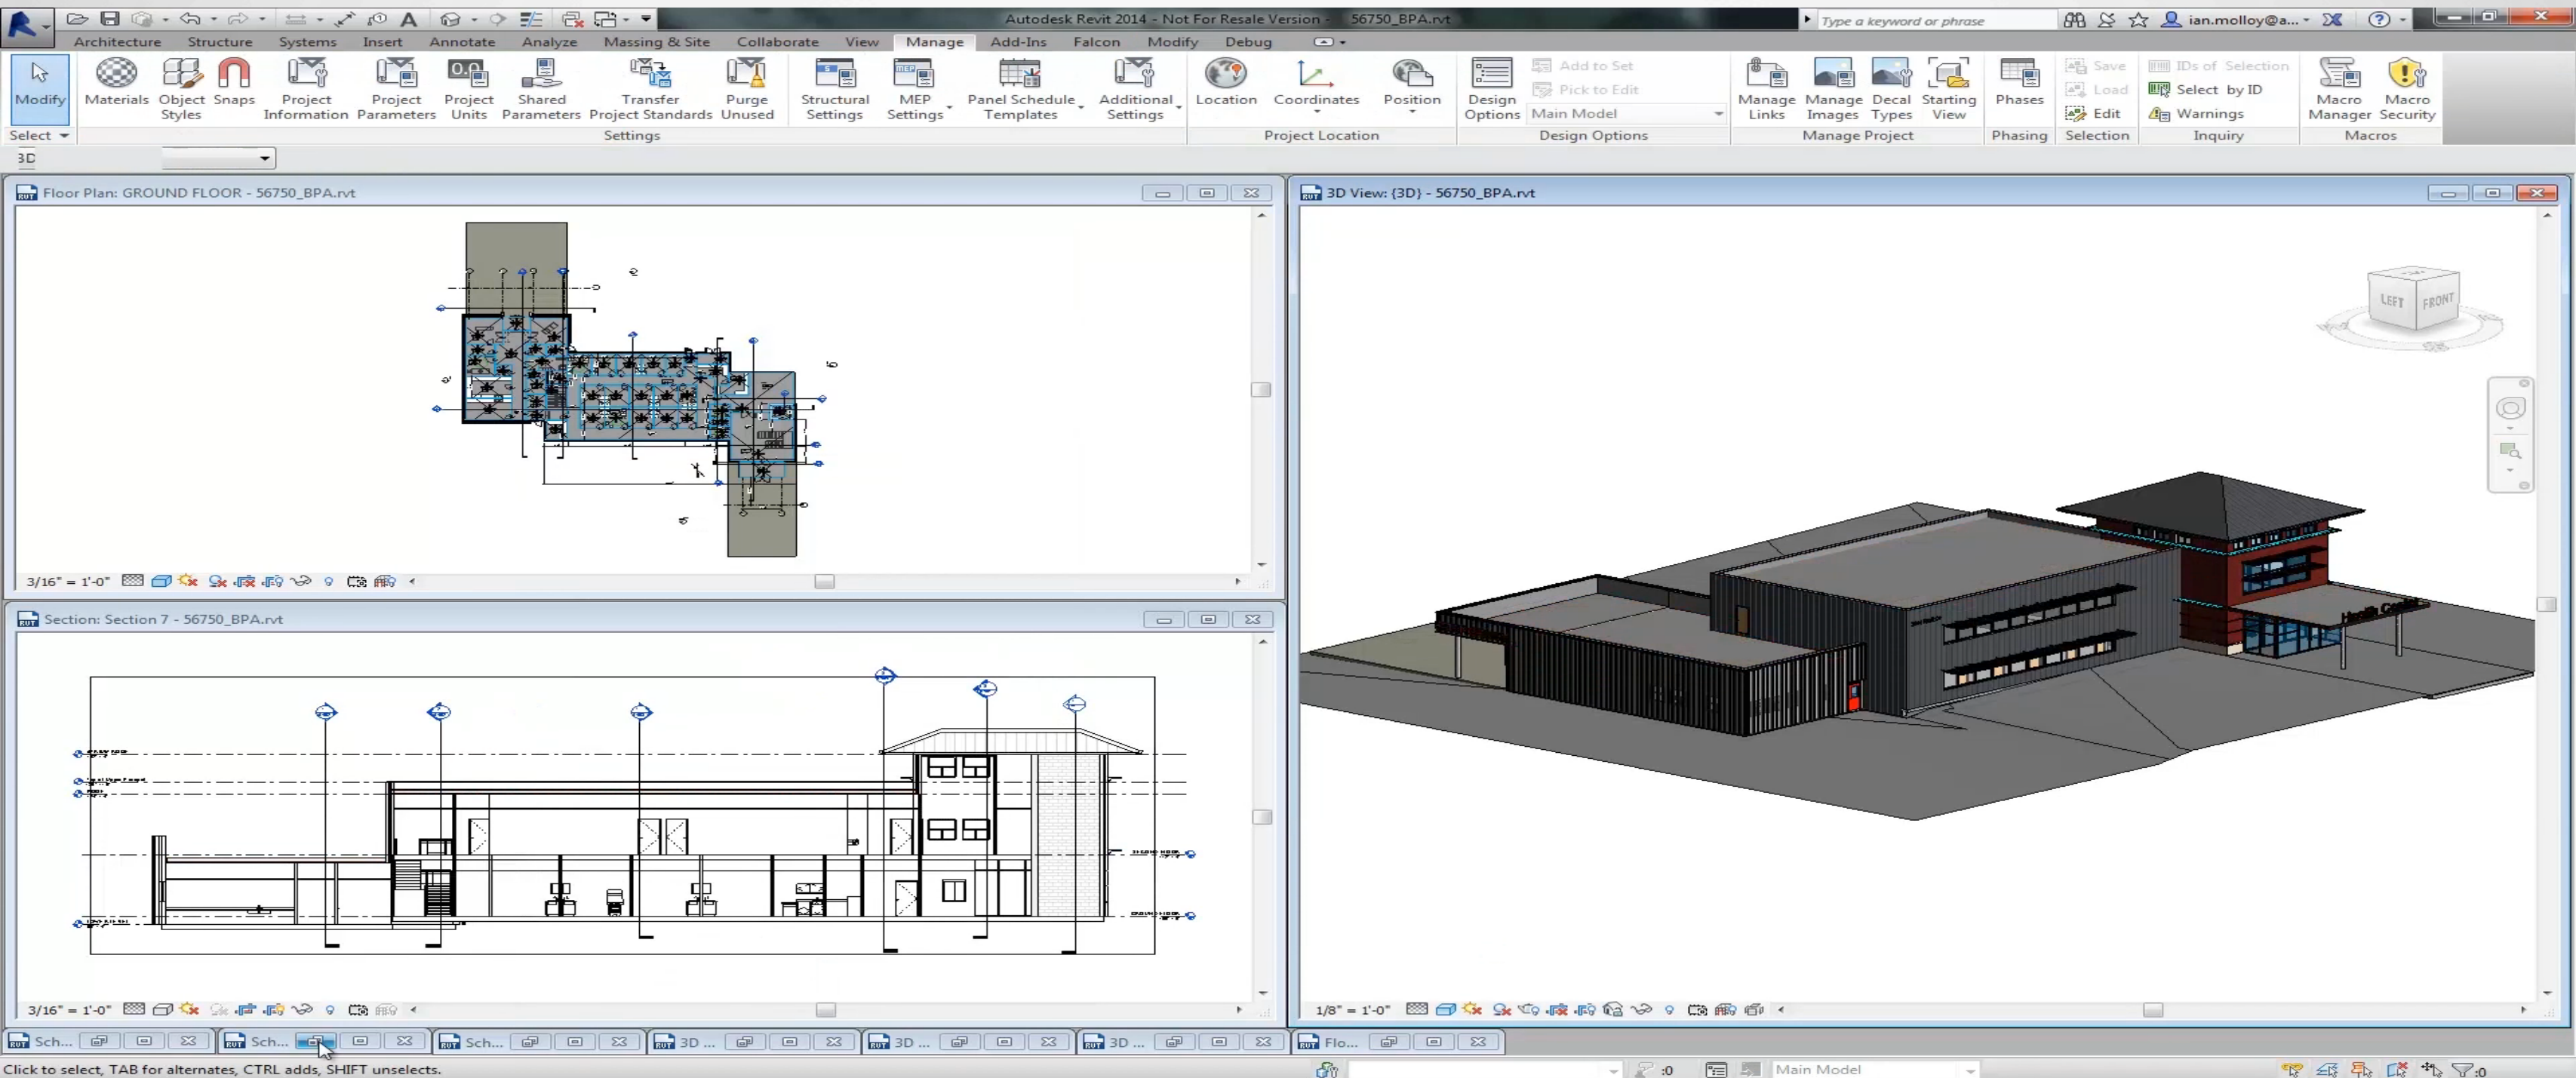 Autodesk Revit 2014 - Not For Resale Version - 56750_BPA.rvt
Type a keyword or phrase
ian.molloy@a...
Architecture Structure Systems Insert Annotate Analyze Massing & Site Collaborate View Manage Add-Ins Falcon Modify Debug
Modify
Materials
Object Styles
Snaps
Project Information
Project Parameters
Project Units
Shared Parameters
Transfer Project Standards
Purge Unused
Structural Settings
MEP Settings
Panel Schedule Templates
Additional Settings
Location
Coordinates
Position
Design Options
Add to Set
Pick to Edit
Main Model
Manage Links
Manage Images
Decal Types
Starting View
Phases
Save
Load
Edit
IDs of Selection
Select by ID
Warnings
Macro Manager
Macro Security
Select
Settings
Project Location
Design Options
Manage Project
Phasing
Selection
Inquiry
Macros
3D
Floor Plan: GROUND FLOOR - 56750_BPA.rvt
3/16" = 1'-0"
Section: Section 7 - 56750_BPA.rvt
3/16" = 1'-0"
3D View: {3D} - 56750_BPA.rvt
LEFT
FRONT
1/8" = 1'-0"
Sch...
Sch...
Sch...
3D ...
3D ...
3D ...
Flo...
Click to select, TAB for alternates, CTRL adds, SHIFT unselects.
:0
Main Model
:0